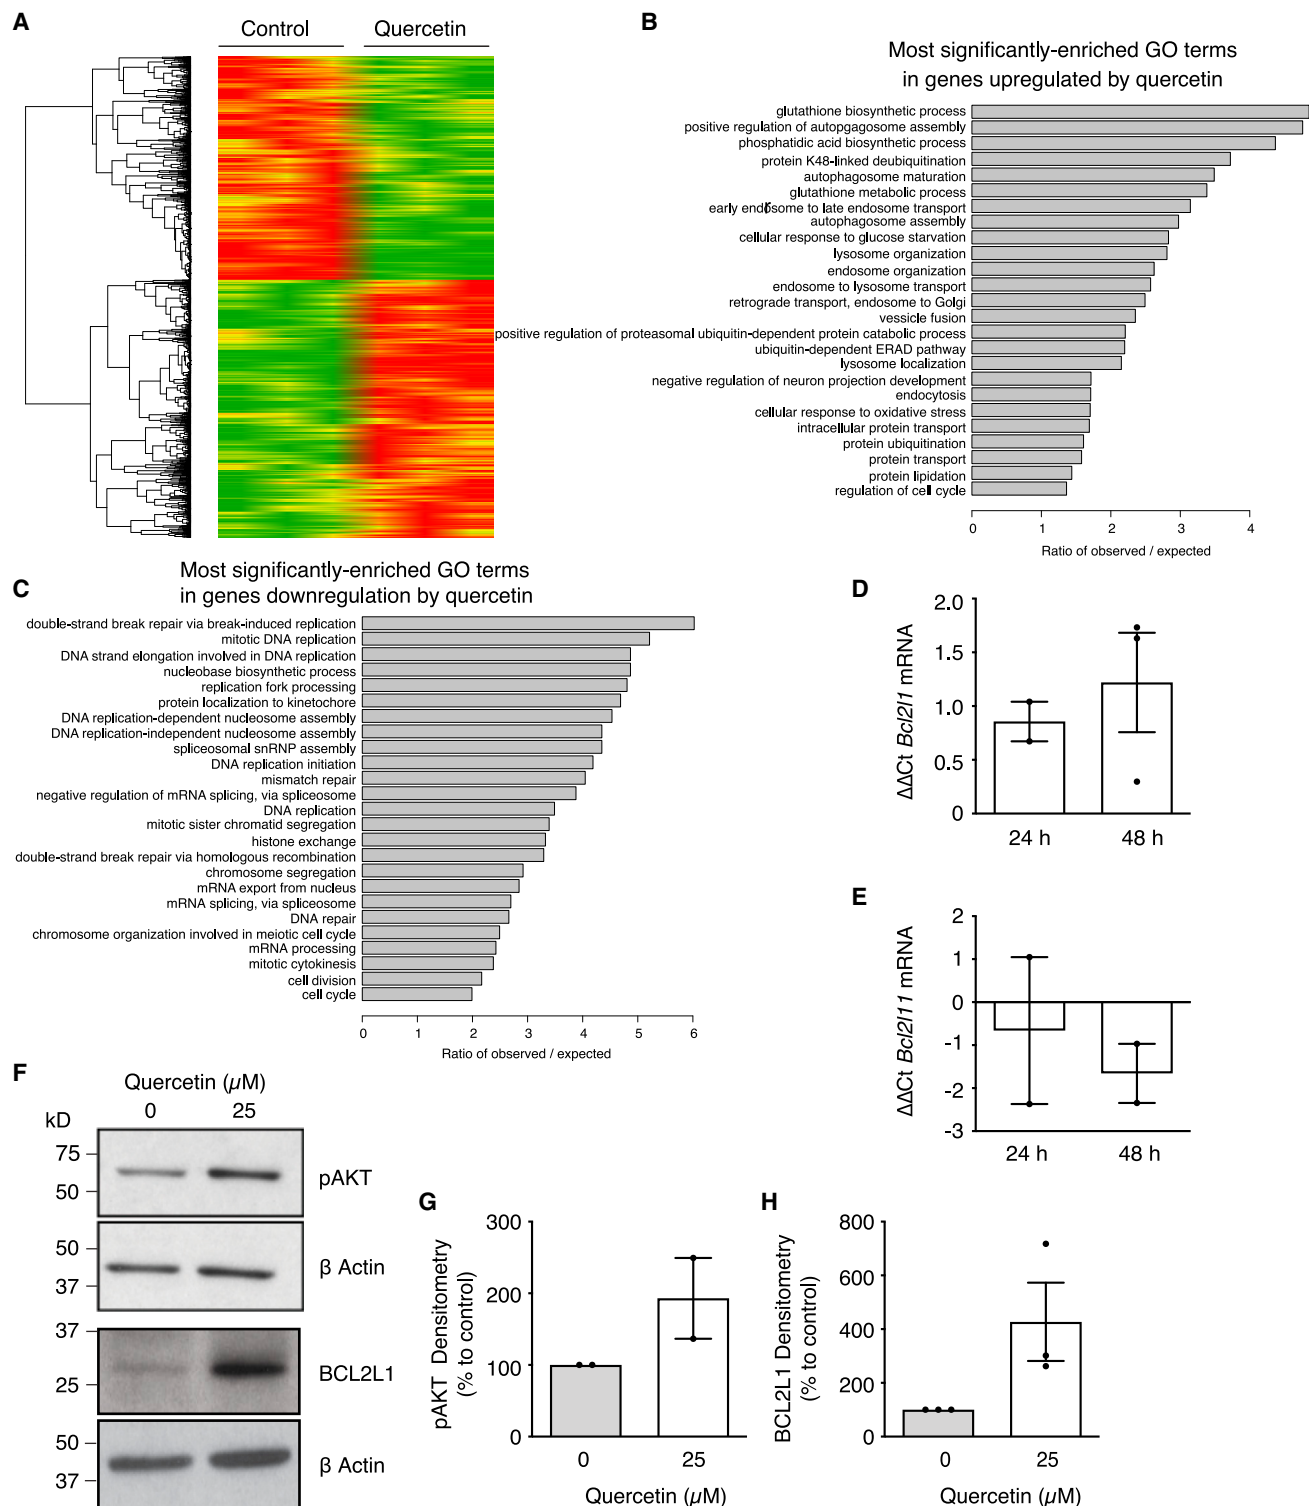 A
Control
Quercetin
B
Most significantly-enriched GO terms
in genes upregulated by quercetin
glutathione biosynthetic process
positive regulation of autopgagosome assembly
phosphatidic acid biosynthetic process
protein K48-linked deubiquitination
autophagosome maturation
glutathione metabolic process
early endosome to late endosome transport
autophagosome assembly
cellular response to glucose starvation
lysosome organization
endosome organization
endosome to lysosome transport
retrograde transport, endosome to Golgi
vessicle fusion
positive regulation of proteasomal ubiquitin-dependent protein catabolic process
ubiquitin-dependent ERAD pathway
lysosome localization
negative regulation of neuron projection development
endocytosis
cellular response to oxidative stress
intracellular protein transport
protein ubiquitination
protein transport
protein lipidation
regulation of cell cycle
0 1 2 3 4
Ratio of observed / expected
C
Most significantly-enriched GO terms
in genes downregulation by quercetin
double-strand break repair via break-induced replication
mitotic DNA replication
DNA strand elongation involved in DNA replication
nucleobase biosynthetic process
replication fork processing
protein localization to kinetochore
DNA replication-dependent nucleosome assembly
DNA replication-independent nucleosome assembly
spliceosomal snRNP assembly
DNA replication initiation
mismatch repair
negative regulation of mRNA splicing, via spliceosome
DNA replication
mitotic sister chromatid segregation
histone exchange
double-strand break repair via homologous recombination
chromosome segregation
mRNA export from nucleus
mRNA splicing, via spliceosome
DNA repair
chromosome organization involved in meiotic cell cycle
mRNA processing
mitotic cytokinesis
cell division
cell cycle
0 1 2 3 4 5 6
Ratio of observed / expected
D
ΔΔCt Bcl2l1 mRNA
2.0
1.5
1.0
0.5
0
24 h 48 h
E
ΔΔCt Bcl2l11 mRNA
2
1
0
-1
-2
-3
24 h 48 h
F
Quercetin (µM)
kD
0 25
75
50
pAKT
50
37
β Actin
37
25
BCL2L1
50
37
β Actin
G
pAKT Densitometry
(% to control)
300
200
100
0
0 25
Quercetin (µM)
H
BCL2L1 Densitometry
(% to control)
800
600
400
200
0
0 25
Quercetin (µM)